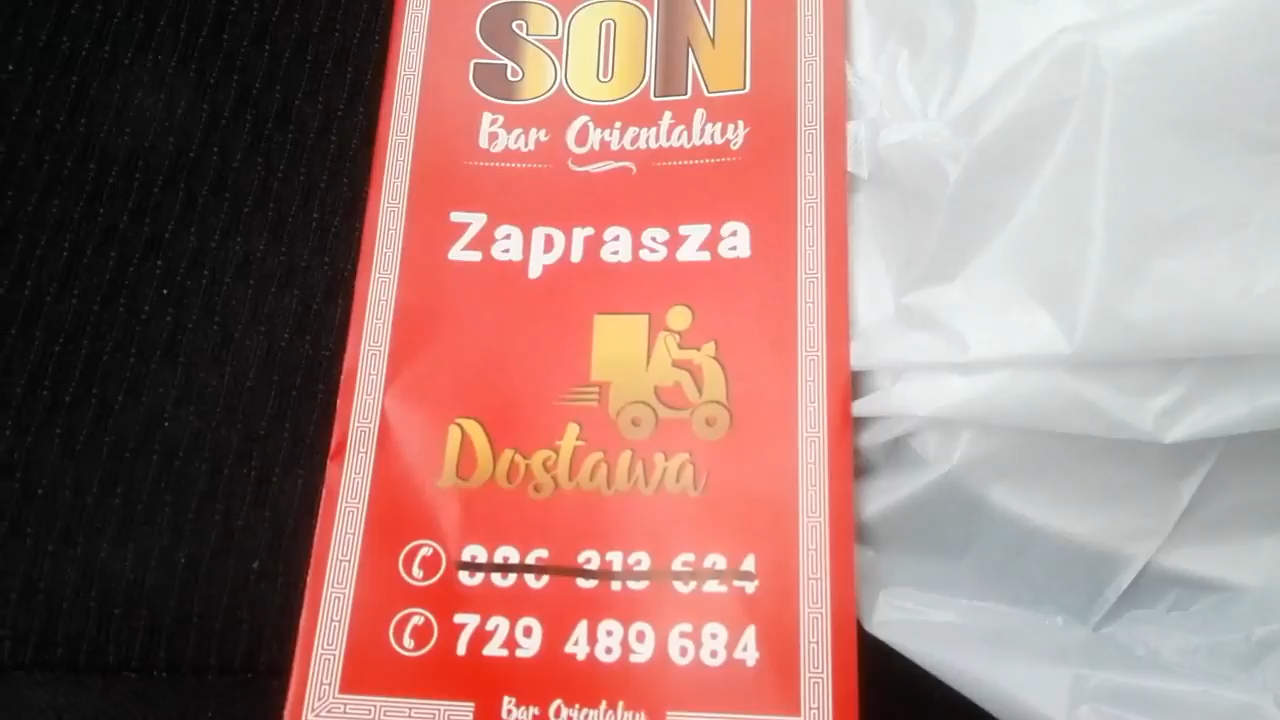 SON
Bar Orientalny
Zaprasza
Dostawa
886 313 624
729 489 684
Bar Orientalny